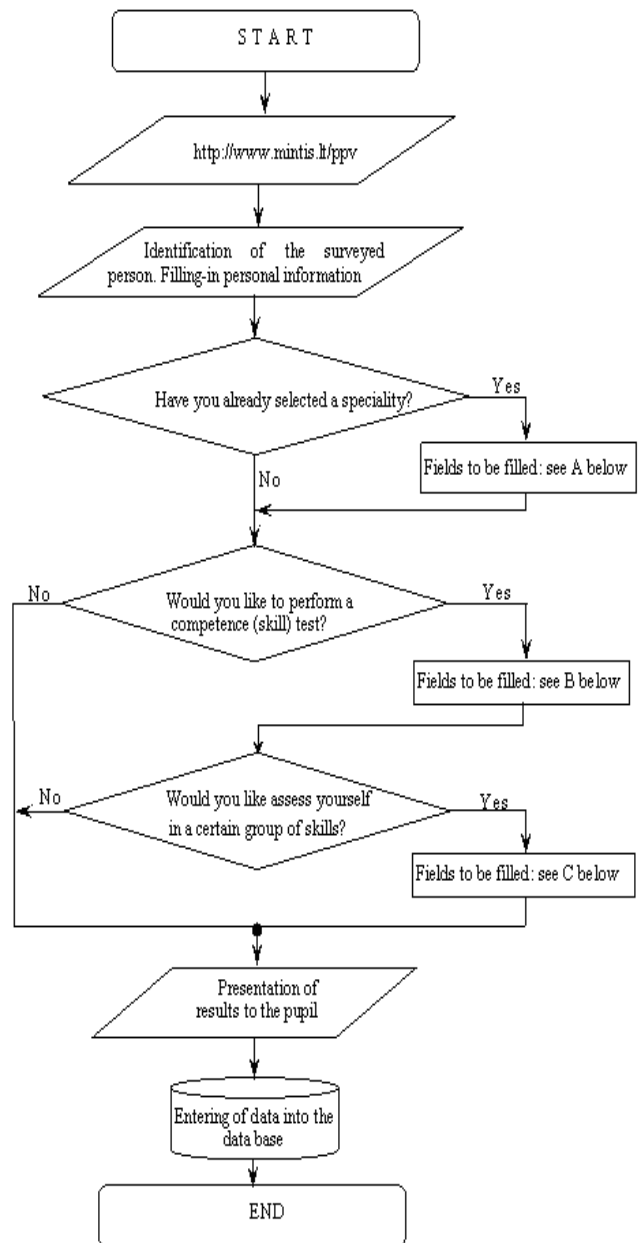 S T A R T
http://www.mintis.lt/ppv
Identification of the surveyed
person. Filling-in personal information
Have you already selected a speciality?
Yes
Fields to be filled: see A below
No
No
Would you like to perform a
competence (skill) test?
Yes
Fields to be filled: see B below
No
Would you like assess yourself
in a certain group of skills?
Yes
Fields to be filled: see C below
Presentation of
results to the pupil
Entering of data into the
data base
END